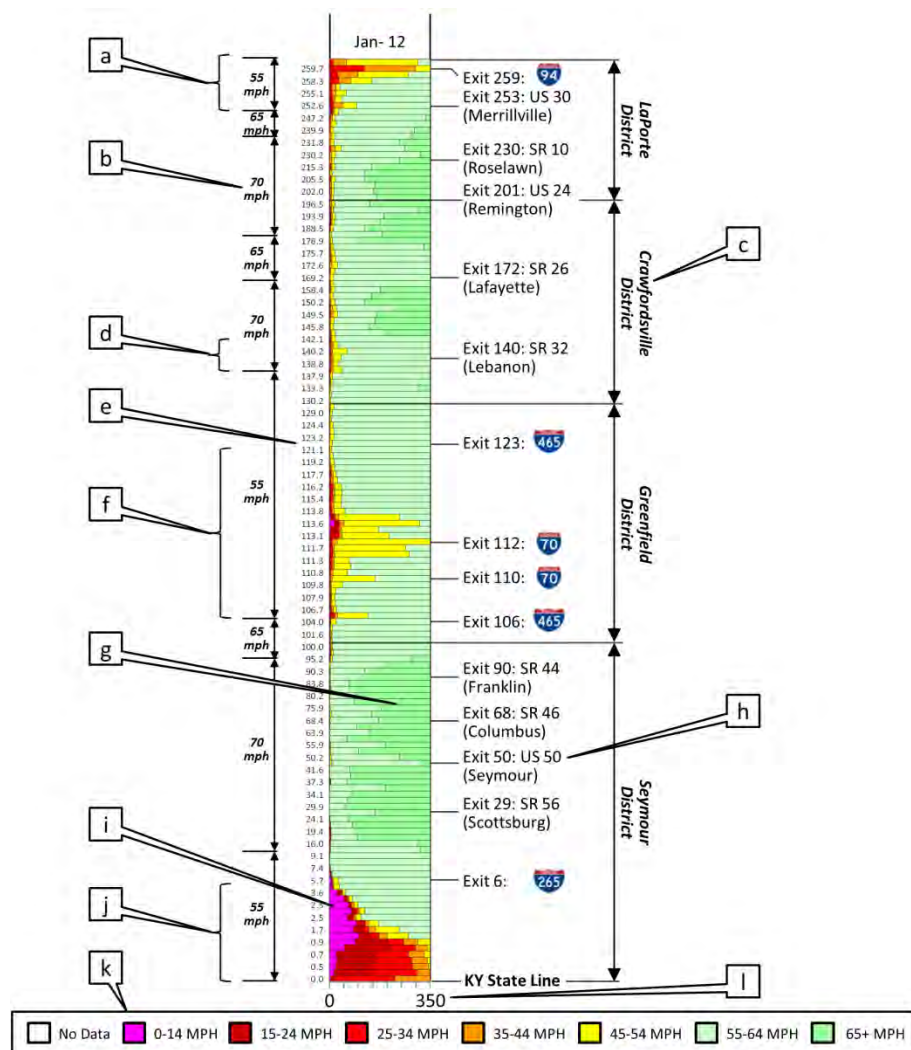 Jan- 12
a
b
c
d
e
f
g
h
i
j
k
l
55
mph
65
mph
70
mph
65
mph
70
mph
55
mph
65
mph
70
mph
55
mph
259.7
258.3
255.1
252.6
247.2
239.9
231.8
230.2
215.3
205.5
202.0
196.5
193.9
188.5
178.9
175.7
172.6
169.2
158.4
150.2
149.5
145.8
142.1
140.2
138.8
137.9
133.3
130.2
129.0
124.4
123.2
121.1
119.2
117.7
116.2
115.4
113.8
113.6
113.1
111.7
111.3
110.8
109.8
107.9
106.7
104.0
101.6
100.0
95.2
90.3
83.8
80.2
75.9
68.4
63.9
55.9
50.2
41.6
37.3
34.1
29.9
24.1
19.4
16.0
9.1
7.4
5.7
3.6
2.5
1.7
0.9
0.7
0.5
0.0
Exit 259: 94
Exit 253: US 30
(Merrillville)
Exit 230: SR 10
(Roselawn)
Exit 201: US 24
(Remington)
Exit 172: SR 26
(Lafayette)
Exit 140: SR 32
(Lebanon)
Exit 123: 465
Exit 112: 70
Exit 110: 70
Exit 106: 465
Exit 90: SR 44
(Franklin)
Exit 68: SR 46
(Columbus)
Exit 50: US 50
(Seymour)
Exit 29: SR 56
(Scottsburg)
Exit 6: 265
KY State Line
LaPorte
District
Crawfordsville
District
Greenfield
District
Seymour
District
0 350
No Data 0-14 MPH 15-24 MPH 25-34 MPH 35-44 MPH 45-54 MPH 55-64 MPH 65+ MPH